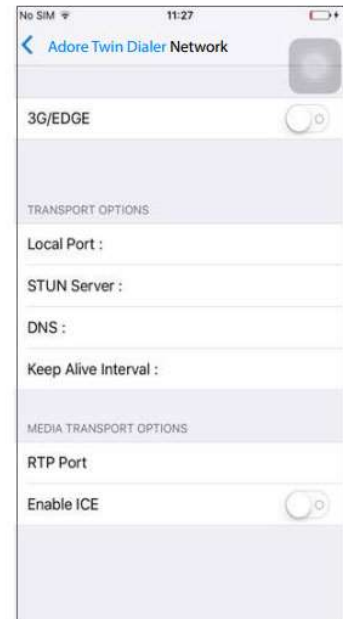 No SIM 11:27
Adore Twin Dialer Network
3G/EDGE
TRANSPORT OPTIONS
Local Port :
STUN Server :
DNS :
Keep Alive Interval :
MEDIA TRANSPORT OPTIONS
RTP Port
Enable ICE